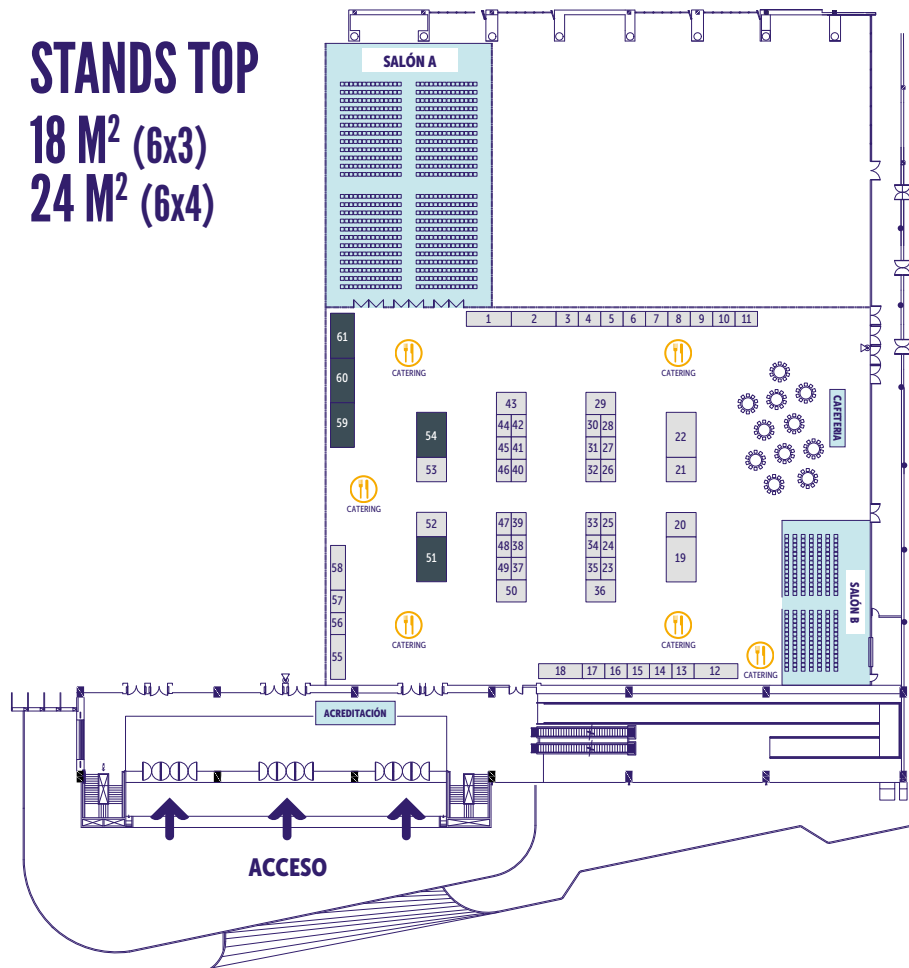 STANDS TOP
18 M² (6x3)
24 M² (6x4)
SALÓN A
1 2 3 4 5 6 7 8 9 10 11
61
60
59
CATERING
CATERING
CAFETERIA
43
44 42
45 41
46 40
29
30 28
31 27
32 26
54
53
22
21
CATERING
52
51
47 39
48 38
49 37
50
33 25
34 24
35 23
36
20
19
58
57
56
55
CATERING
CATERING
CATERING
SALÓN B
18 17 16 15 14 13 12
ACREDITACIÓN
ACCESO